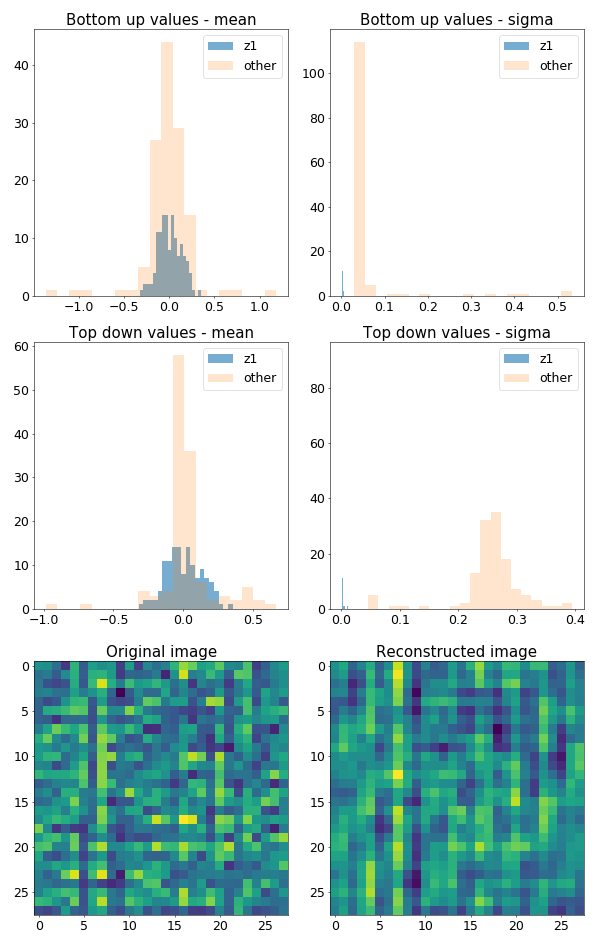 Bottom up values - mean
z1
other
40
30
20
10
0
−1.0 −0.5 0.0 0.5 1.0
Bottom up values - sigma
z1
other
120
100
80
60
40
20
0
0.0 0.1 0.2 0.3 0.4 0.5
Top down values - mean
z1
other
60
50
40
30
20
10
0
−1.0 −0.5 0.0 0.5
Top down values - sigma
z1
other
80
60
40
20
0
0.0 0.1 0.2 0.3 0.4
Original image
0
5
10
15
20
25
0 5 10 15 20 25
Reconstructed image
0
5
10
15
20
25
0 5 10 15 20 25